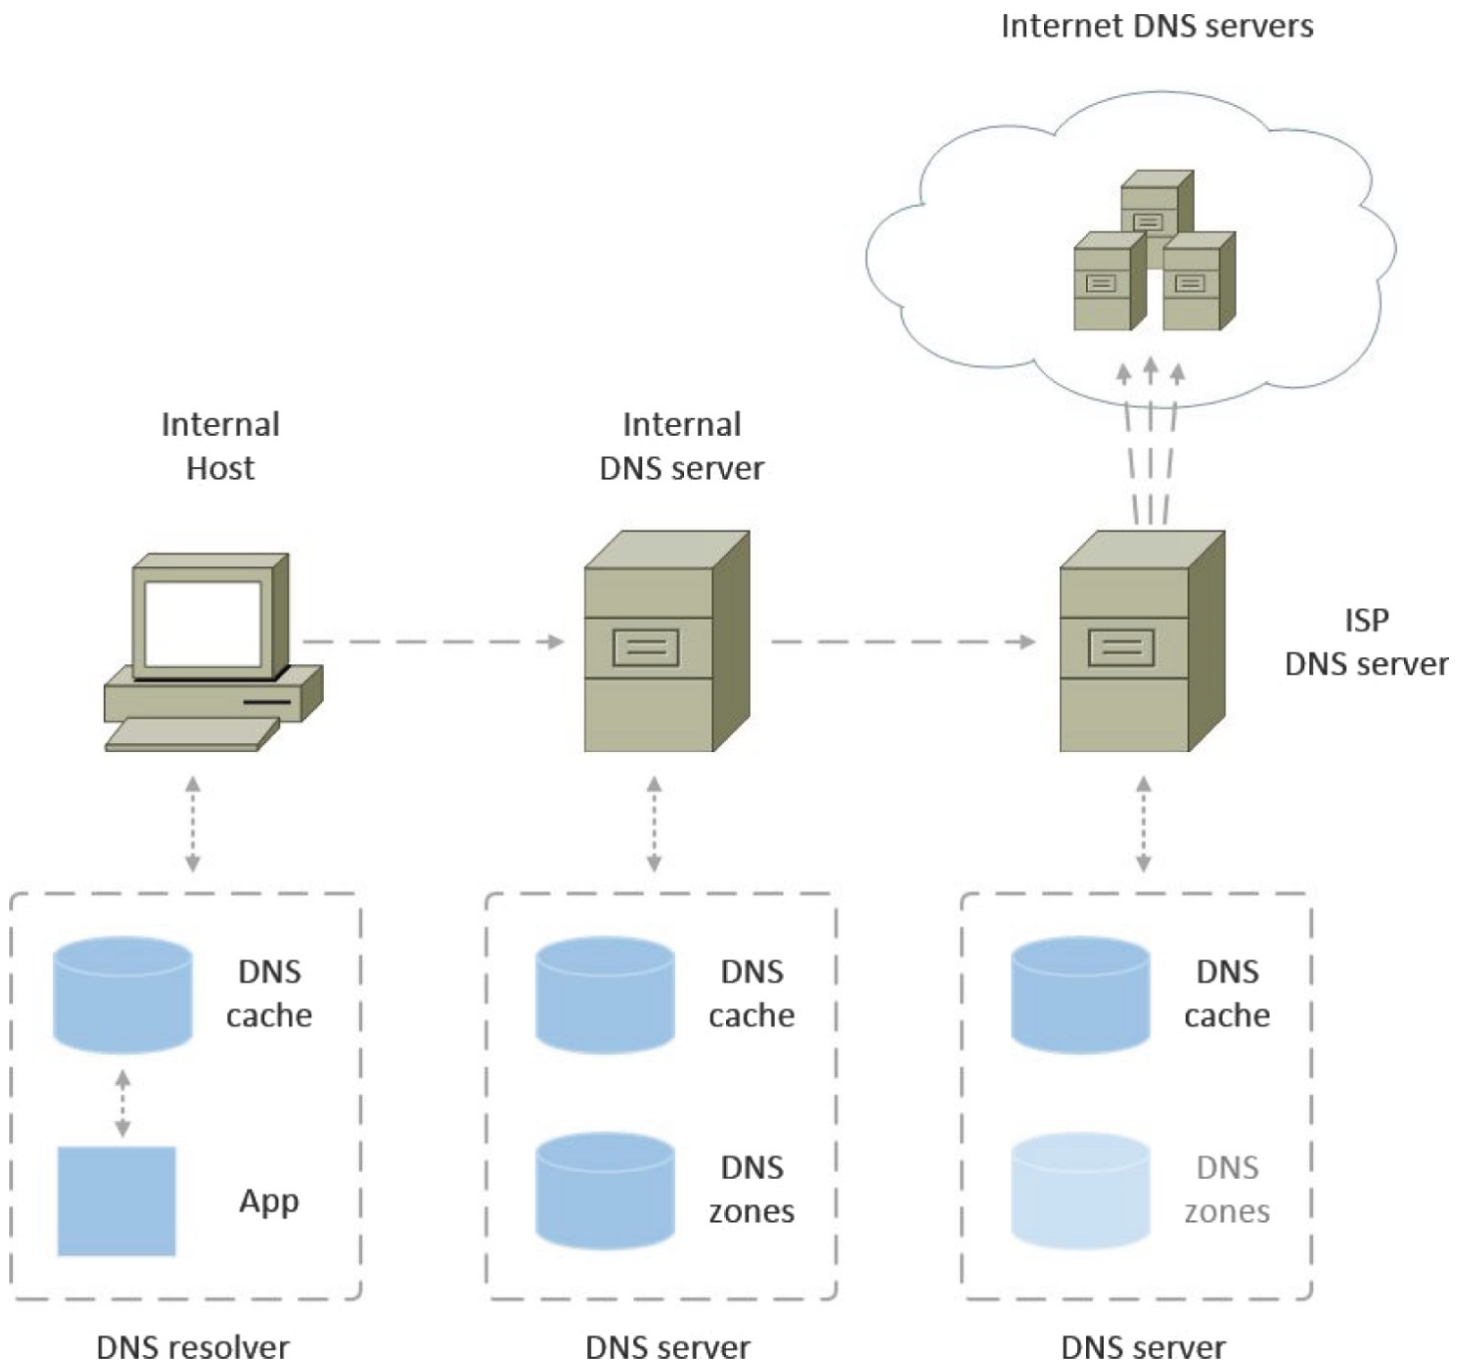 Internet DNS servers
Internal
Host
Internal
DNS server
ISP
DNS server
DNS
cache
App
DNS resolver
DNS
cache
DNS
zones
DNS server
DNS
cache
DNS
zones
DNS server